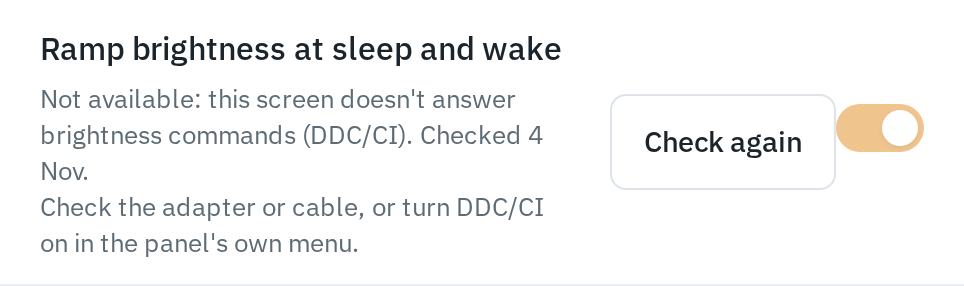 Ramp brightness at sleep and wake
Not available: this screen doesn't answer
brightness commands (DDC/CI). Checked 4
Nov.
Check the adapter or cable, or turn DDC/CI
on in the panel's own menu.
Check again